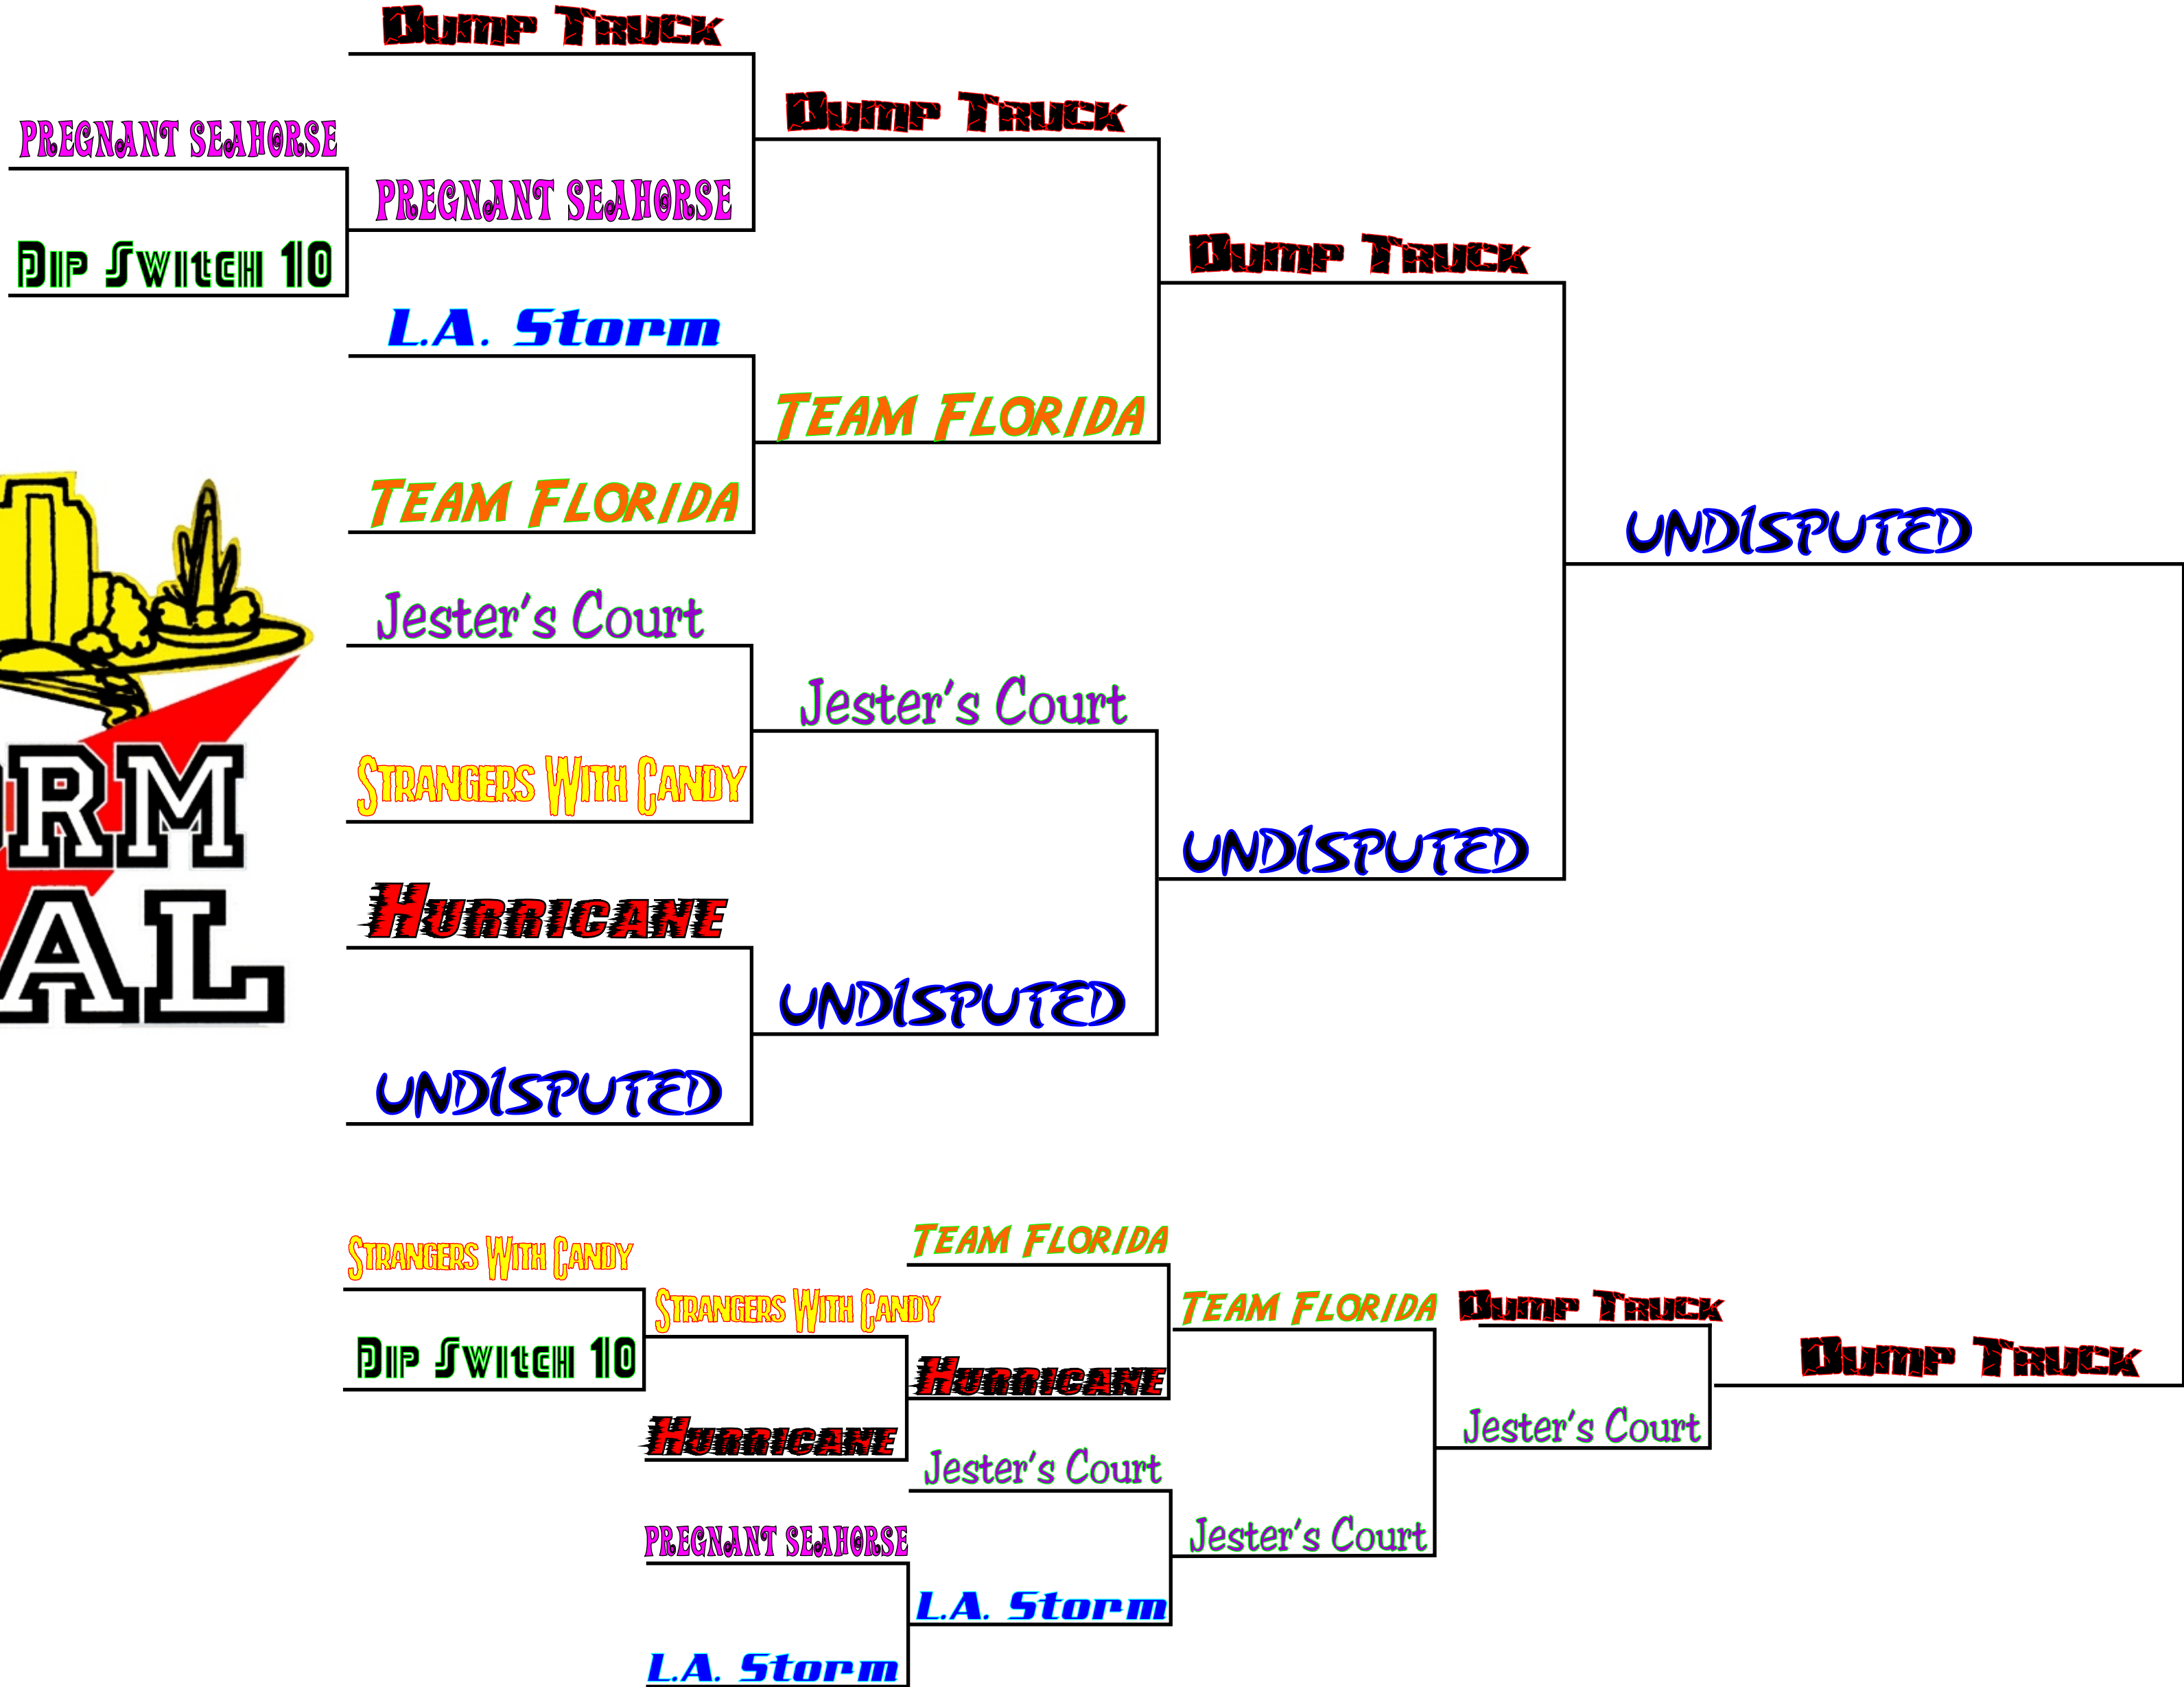 Dump Truck
Dump Truck
PREGNANT SEAHORSE
PREGNANT SEAHORSE
Dump Truck
Dip Switch 10
L.A. Storm
Team Florida
Team Florida
UNDISPUTED
Jester's Court
Jester's Court
Strangers With Candy
RM
UNDISPUTED
Hurricane
AL
UNDISPUTED
UNDISPUTED
Team Florida
Strangers With Candy
Strangers With Candy
Team Florida
Dump Truck
Dip Switch 10
Hurricane
Dump Truck
Hurricane
Jester's Court
Jester's Court
PREGNANT SEAHORSE
Jester's Court
L.A. Storm
L.A. Storm